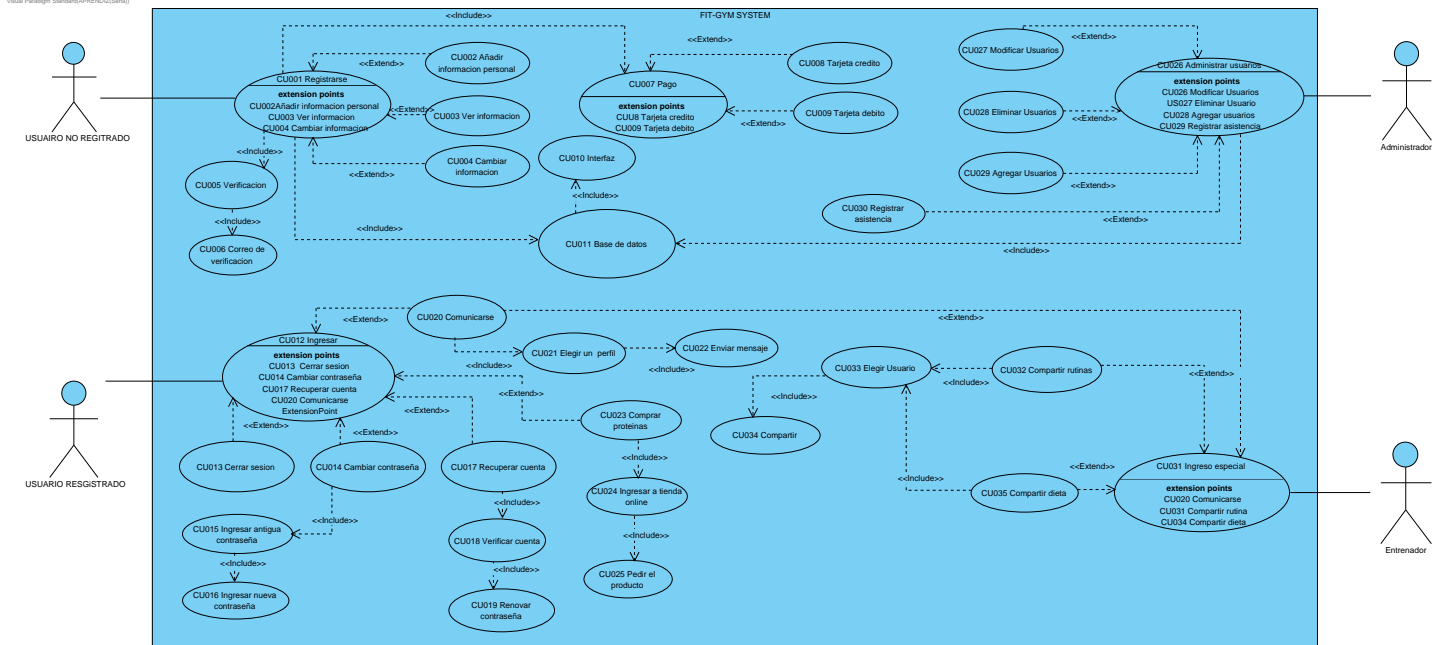 Visual Paradigm Standard(APRENDIZ(Sena))
FIT-GYM SYSTEM
USUAIRO NO REGITRADO
CU001 Registrarse
extension points
CU002Añadir informacion personal
CU003 Ver informacion
CU004 Cambiar informacion
<<Include>>
<<Extend>>
CU002 Añadir
informacion personal
<<Extend>>
CU003 Ver informacion
<<Extend>>
CU004 Cambiar
informacion
<<Include>>
CU005 Verificacion
<<Include>>
CU006 Correo de
verificacion
<<Include>>
CU007 Pago
extension points
CU8 Tarjeta credito
CU009 Tarjeta debito
<<Extend>>
CU008 Tarjeta credito
<<Extend>>
CU009 Tarjeta debito
CU010 Interfaz
<<Include>>
CU011 Base de datos
CU027 Modificar Usuarios
<<Extend>>
CU028 Eliminar Usuarios
<<Extend>>
CU029 Agregar Usuarios
<<Extend>>
CU030 Registrar
asistencia
<<Extend>>
<<Include>>
CU026 Administrar usuarios
extension points
CU026 Modificar Usuarios
US027 Eliminar Usuario
CU028 Agregar usuarios
CU029 Registrar asistencia
Administrador
USUARIO RESGiSTRADO
CU012 Ingresar
extension points
CU013  Cerrar sesion
CU014 Cambiar contraseña
CU017 Recuperar cuenta
CU020 Comunicarse
ExtensionPoint
<<Extend>>
CU020 Comunicarse
<<Extend>>
<<Include>>
CU021 Elegir un  perfil
<<Include>>
CU022 Enviar mensaje
<<Extend>>
CU013 Cerrar sesion
<<Extend>>
CU014 Cambiar contraseña
<<Include>>
CU015 Ingresar antigua
contraseña
<<Include>>
CU016 Ingresar nueva
contraseña
<<Extend>>
CU017 Recuperar cuenta
<<Include>>
CU018 Verificar cuenta
<<Include>>
CU019 Renovar
contraseña
<<Extend>>
CU023 Comprar
proteinas
<<Include>>
CU024 Ingresar a tienda
online
<<Include>>
CU025 Pedir el
producto
CU033 Elegir Usuario
<<Include>>
CU034 Compartir
<<Include>>
CU032 Compartir rutinas
<<Extend>>
<<Include>>
CU035 Compartir dieta
<<Extend>>
CU031 Ingreso especial
extension points
CU020 Comunicarse
CU031 Compartir rutina
CU034 Compartir dieta
Entrenador